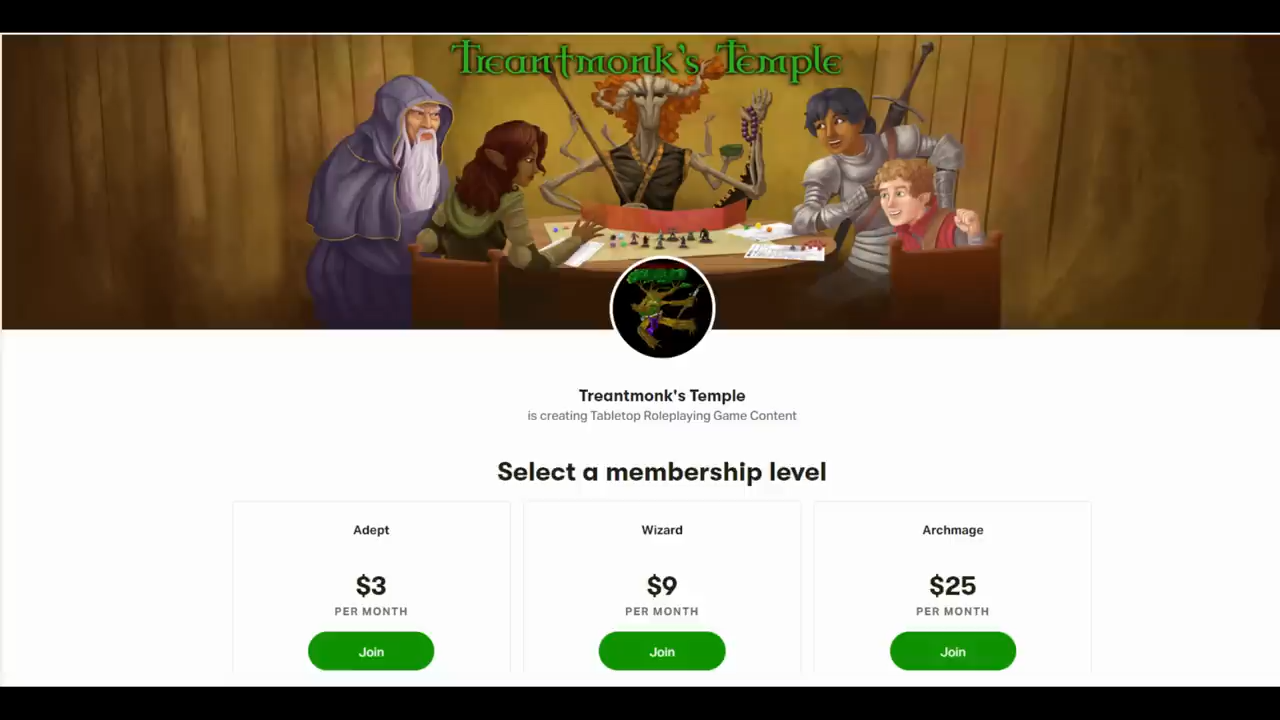 Treantmonk's Temple
Treantmonk's Temple
is creating Tabletop Roleplaying Game Content
Select a membership level
Adept
$3
PER MONTH
Join
Wizard
$9
PER MONTH
Join
Archmage
$25
PER MONTH
Join